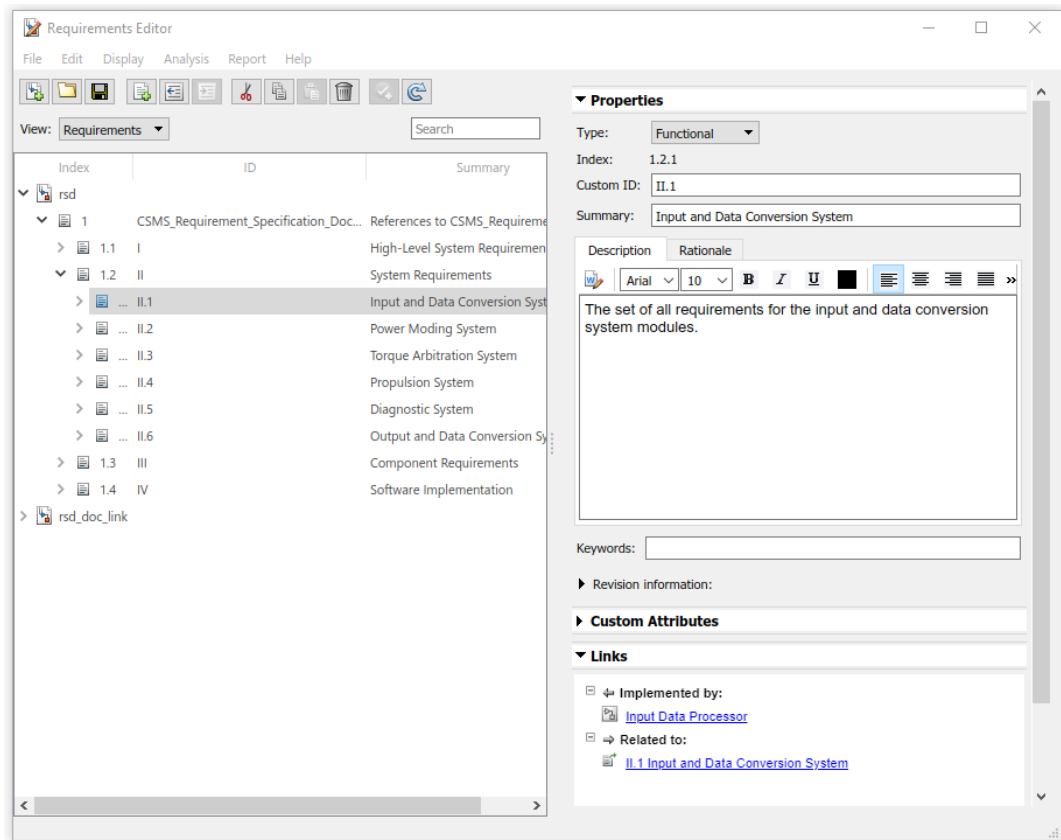 Requirements Editor
File Edit Display Analysis Report Help
View: Requirements Search
Index ID Summary
rsd
1 CSMS_Requirement_Specification_Doc... References to CSMS_Requireme
1.1 I High-Level System Requiremen
1.2 II System Requirements
... II.1 Input and Data Conversion Syst
... II.2 Power Moding System
... II.3 Torque Arbitration System
... II.4 Propulsion System
... II.5 Diagnostic System
... II.6 Output and Data Conversion Sy
1.3 III Component Requirements
1.4 IV Software Implementation
rsd_doc_link
Properties
Type: Functional
Index: 1.2.1
Custom ID: II.1
Summary: Input and Data Conversion System
Description Rationale
Arial 10 B I U »
The set of all requirements for the input and data conversion
system modules.
Keywords:
Revision information:
Custom Attributes
Links
Implemented by:
Input Data Processor
Related to:
II.1 Input and Data Conversion System